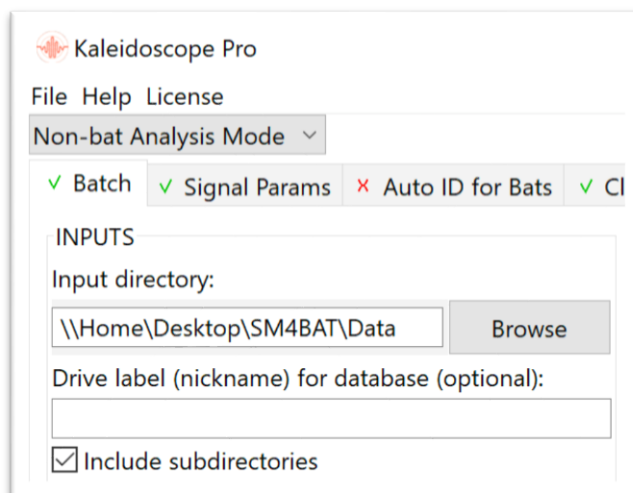 Kaleidoscope Pro
File Help License
Non-bat Analysis Mode
Batch Signal Params Auto ID for Bats Cl
INPUTS
Input directory:
\\Home\Desktop\SM4BAT\Data Browse
Drive label (nickname) for database (optional):
Include subdirectories